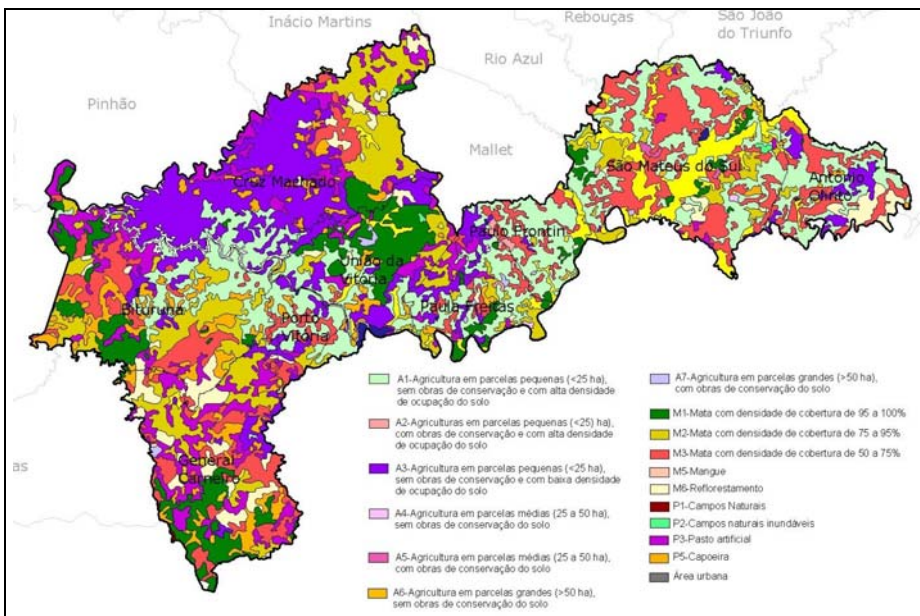 Inácio Martins
Rebouças
São João
do Triunfo
Rio Azul
Pinhão
Mallet
Cruz Machado
São Mateus do Sul
Antonio
Olinto
Paulo Frontin
União da
Vitória
Bituruna
Porto
Vitória
Paula Freitas
General
Carneiro
as
A1-Agricultura em parcelas pequenas (<25 ha),
sem obras de conservação e com alta densidade
de ocupação do solo
A2-Agriculturas em parcelas pequenas (<25) ha),
com obras de conservação e com alta densidade
de ocupação do solo
A3-Agricultura em parcelas pequenas (<25 ha),
sem obras de conservação e com baixa densidade
de ocupação do solo
A4-Agricultura em parcelas médias (25 a 50 ha),
sem obras de conservação do solo
A5-Agricultura em parcelas médias (25 a 50 ha),
com obras de conservação do solo
A6-Agricultura em parcelas grandes (>50 ha),
sem obras de conservação do solo
A7-Agricultura em parcelas grandes (>50 ha),
com obras de conservação do solo
M1-Mata com densidade de cobertura de 95 a 100%
M2-Mata com densidade de cobertura de 75 a 95%
M3-Mata com densidade de cobertura de 50 a 75%
M5-Mangue
M6-Reflorestamento
P1-Campos Naturais
P2-Campos naturais inundáveis
P3-Pasto artificial
P5-Capoeira
Área urbana